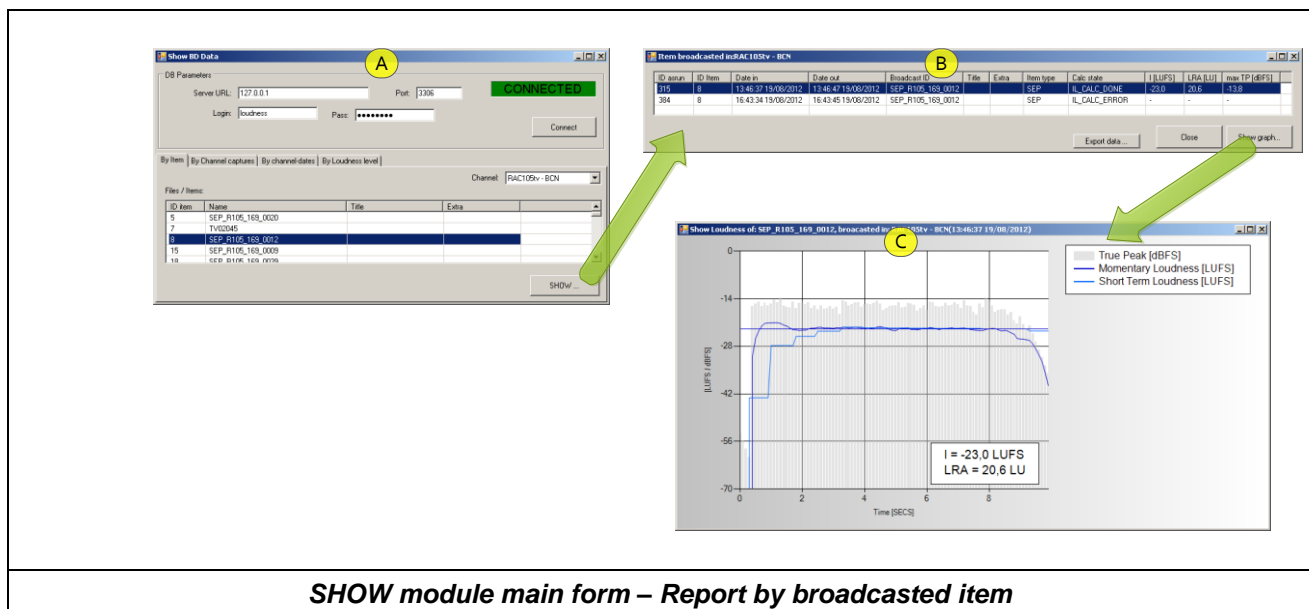 Show BD Data
A
DB Parameters
Server URL: 127.0.0.1 Port: 3306 CONNECTED
Login: loudness Pass: ●●●●●●●●
Connect
By Item By Channel captures By channel-dates By Loudness level
Channel: RAC105tv - BCN
Files / Items:
ID item Name Title Extra
5 SEP_R105_169_0020
7 TV02045
8 SEP_R105_169_0012
15 SEP_R105_169_0009
18 SEP_R105_169_0039
SHOW ...
Item broadcasted in:RAC105tv - BCN
B
ID asrun ID Item Date in Date out Broadcast ID Title Extra Item type Calc state I [LUFS] LRA [LU] max TP [dBFS]
315 8 13:46:37 19/08/2012 13:46:47 19/08/2012 SEP_R105_169_0012 SEP IL_CALC_DONE -23,0 20,6 -13,8
384 8 16:43:34 19/08/2012 16:43:45 19/08/2012 SEP_R105_169_0012 SEP IL_CALC_ERROR - - -
Export data ... Close Show graph...
Show Loudness of: SEP_R105_169_0012, broacasted in: BCN(13:46:37 19/08/2012)
C
True Peak [dBFS]
Momentary Loudness [LUFS]
Short Term Loudness [LUFS]
0
-14
-28
-42
-56
-70
[LUFS / dBFS]
0 2 4 6 8
Time [SECS]
I = -23,0 LUFS
LRA = 20,6 LU
SHOW module main form – Report by broadcasted item